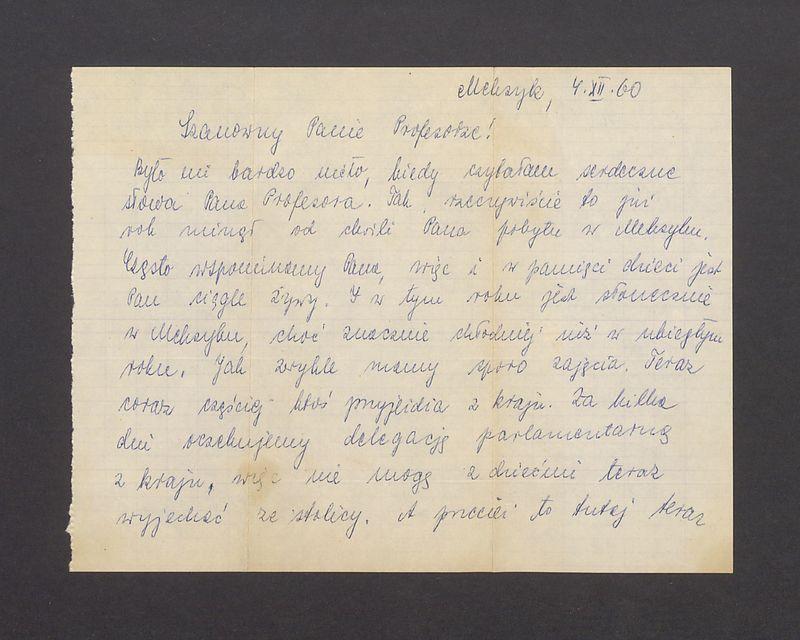 Meksyk, 4.XII.60
Szanowny Panie Profesorze!
Było mi bardzo miło, kiedy czytałam serdeczne
słowa Pana Profesora. Tak, rzeczywiście to już
rok minął od chwili Pana pobytu w Meksyku.
Często wspominamy Pana, więc i w pamięci dzieci jest
Pan ciągle żywy. I w tym roku jest słonecznie
w Meksyku, choć znacznie chłodniej niż w ubiegłym
roku. Jak zwykle mamy sporo zajęcia. Teraz
coraz częściej ktoś przyjeżdża z kraju. Za kilka
dni oczekujemy delegację parlamentarną
z kraju, więc nie mogę z dziećmi teraz
wyjechać ze stolicy. A przecież to tutaj teraz